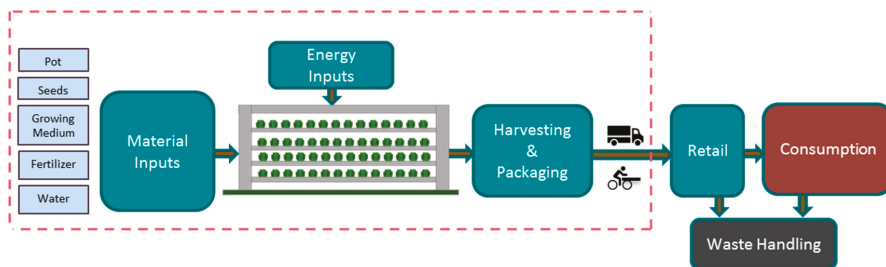 Pot
Seeds
Growing
Medium
Fertilizer
Water
Material
Inputs
Energy
Inputs
Harvesting
&
Packaging
Retail
Consumption
Waste Handling